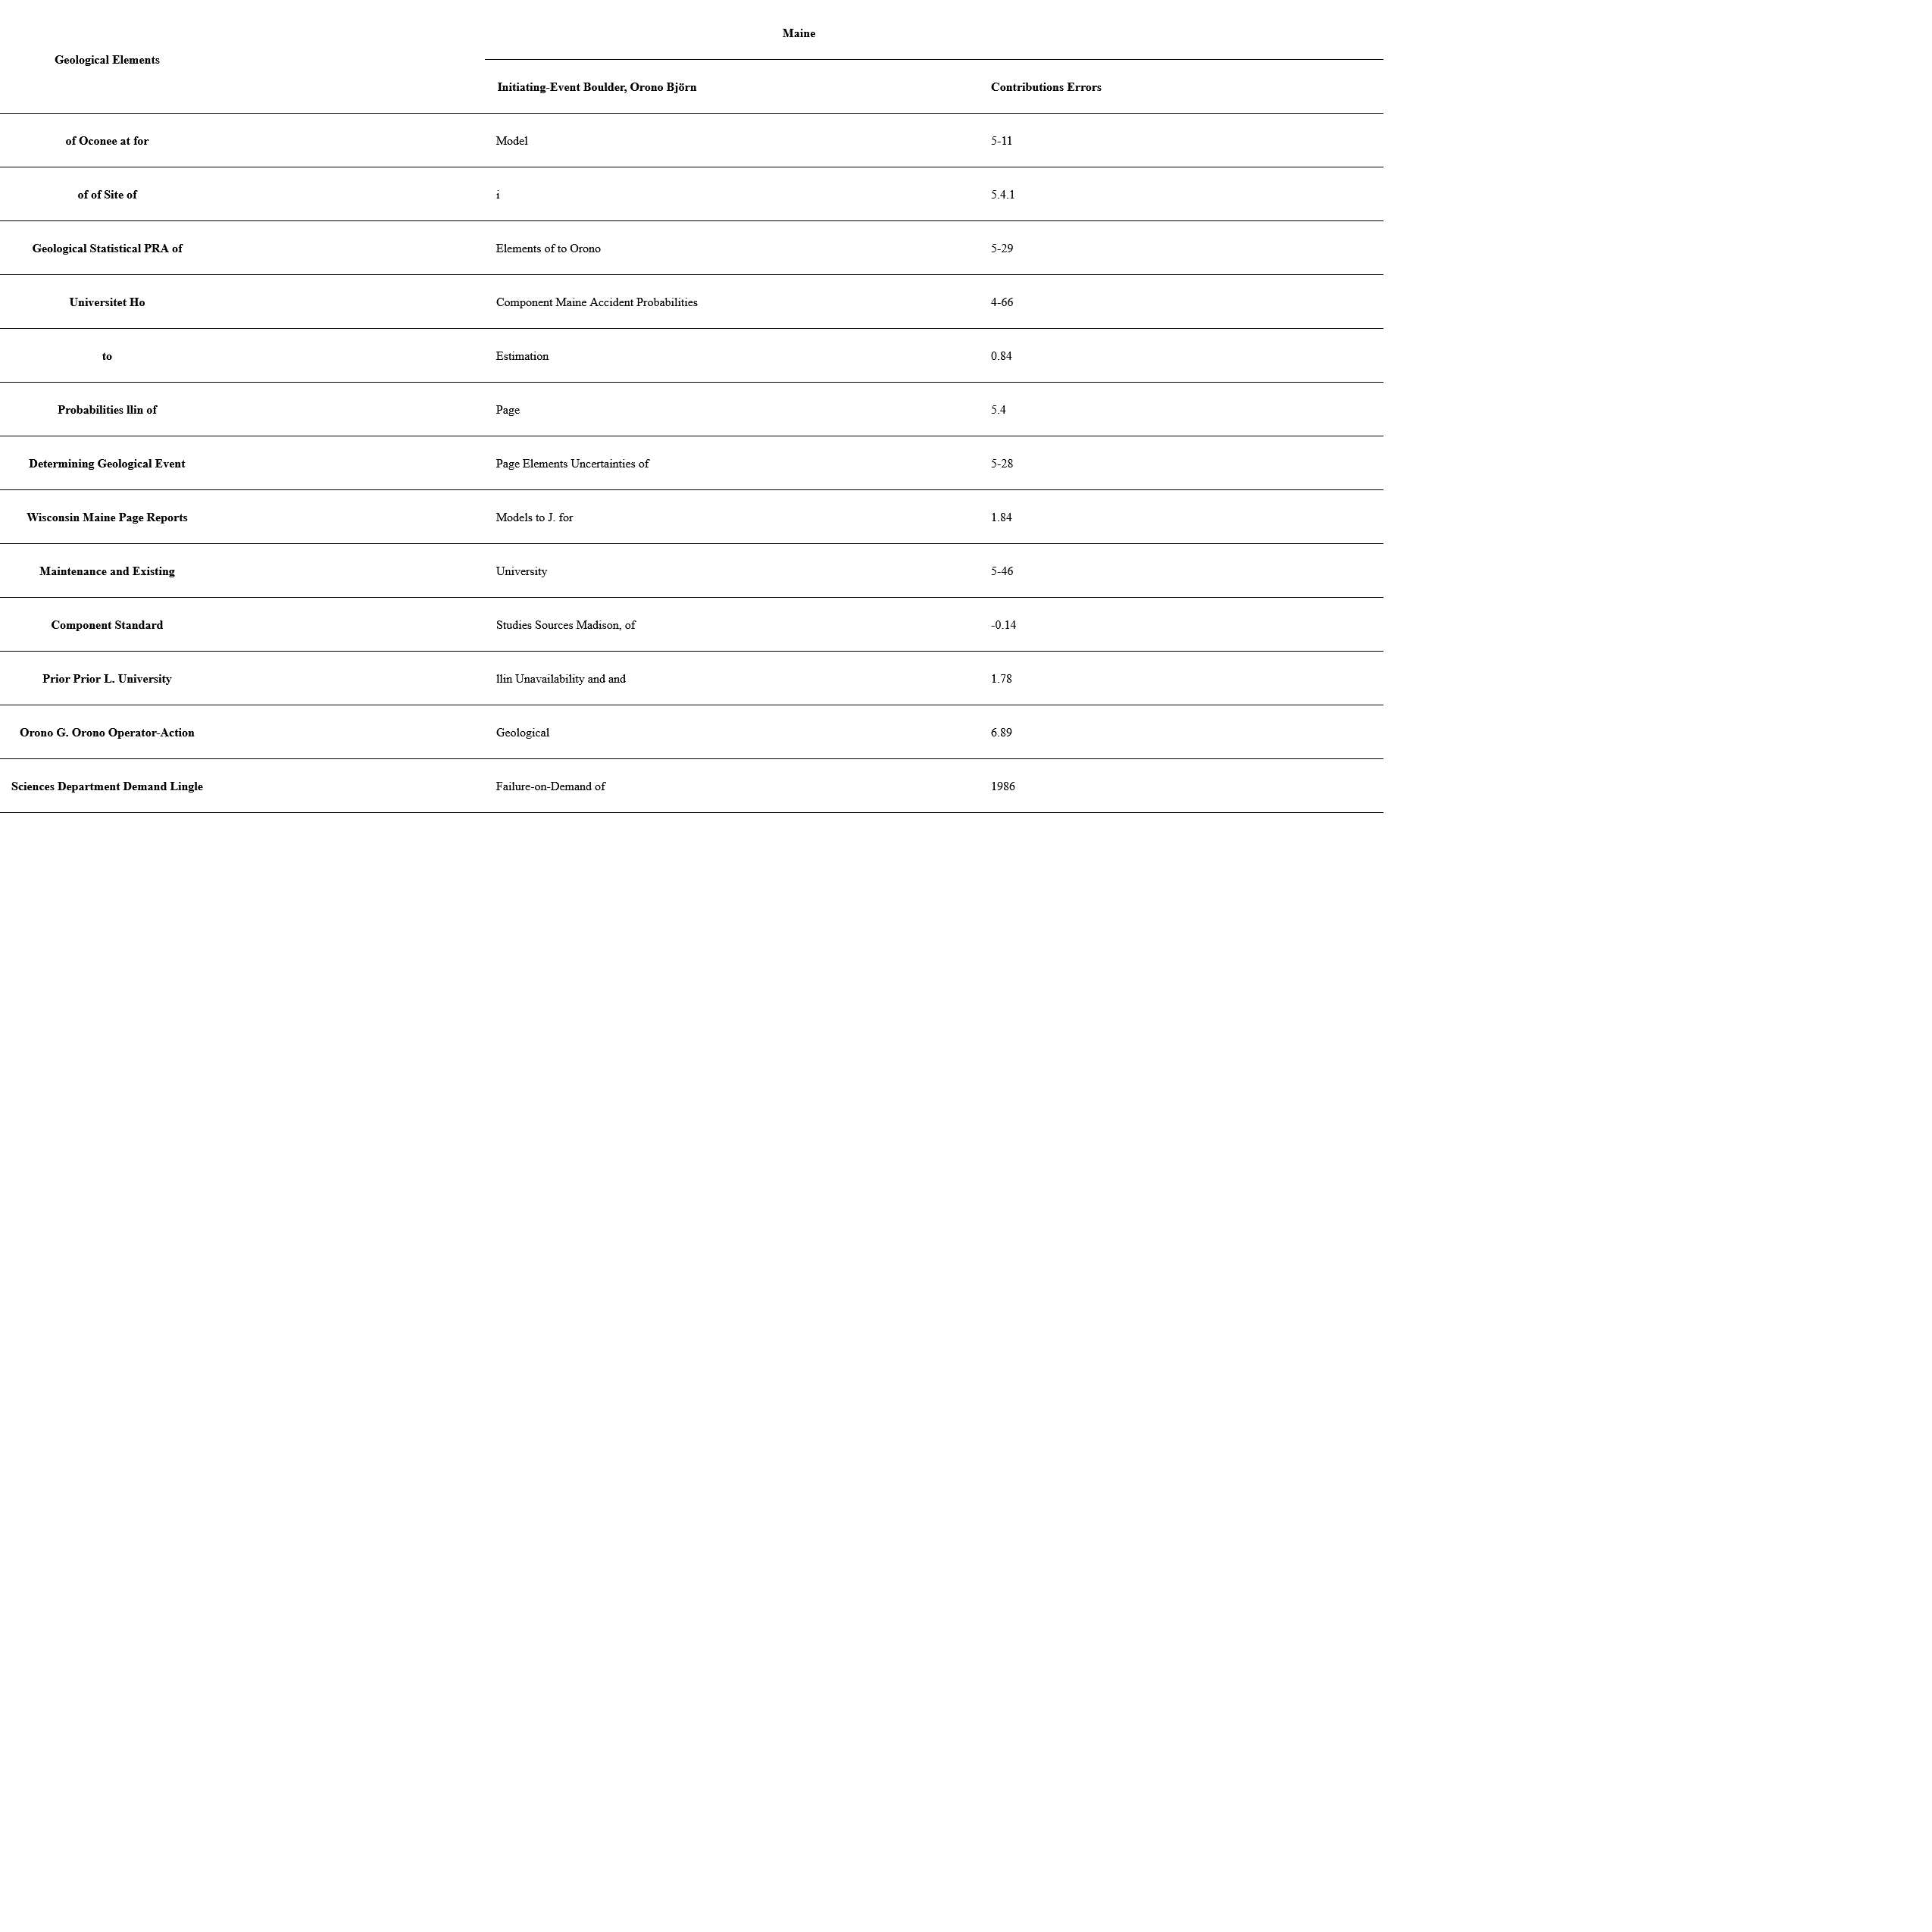 Maine
Geological Elements
Initiating-Event Boulder, Orono Björn Contributions Errors
of Oconee at for Model 5-11
of of Site of i 5.4.1
Geological Statistical PRA of Elements of to Orono 5-29
Universitet Ho Component Maine Accident Probabilities 4-66
to Estimation 0.84
Probabilities llin of Page 5.4
Determining Geological Event Page Elements Uncertainties of 5-28
Wisconsin Maine Page Reports Models to J. for 1.84
Maintenance and Existing University 5-46
Component Standard Studies Sources Madison, of -0.14
Prior Prior L. University llin Unavailability and and 1.78
Orono G. Orono Operator-Action Geological 6.89
Sciences Department Demand Lingle Failure-on-Demand of 1986